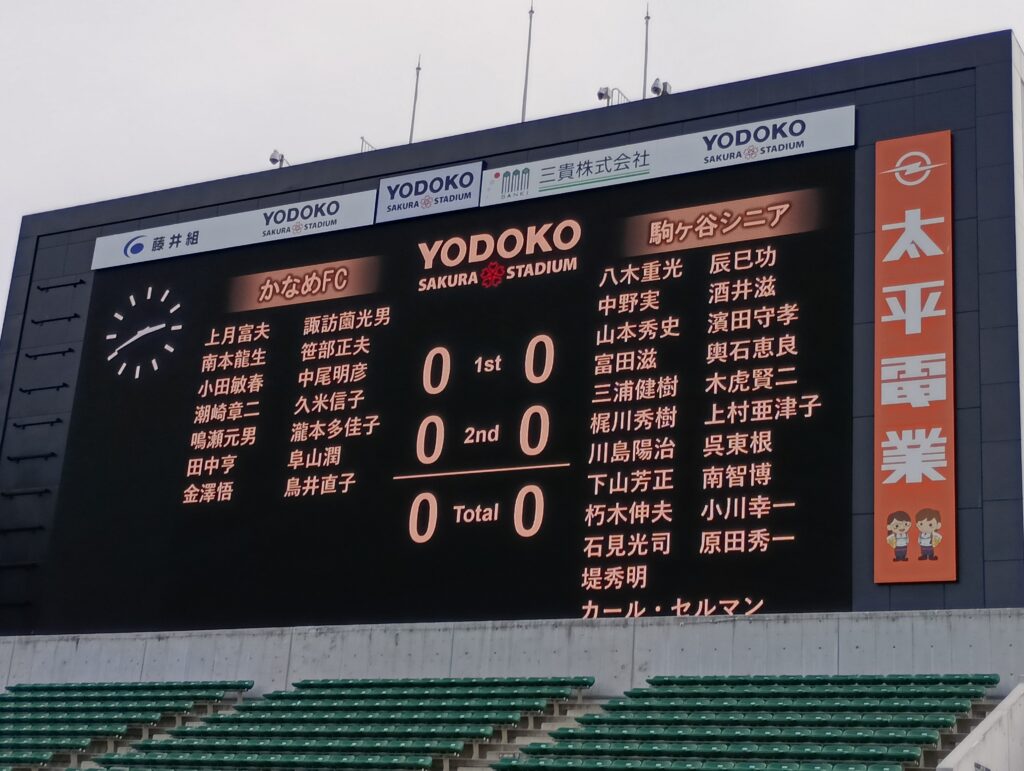 藤井組
YODOKO
SAKURA STADIUM
YODOKO
SAKURA STADIUM
SANKI
三貴株式会社
YODOKO
SAKURA STADIUM
かなめFC
上月富夫
南本龍生
小田敏春
潮崎章二
鳴瀬元男
田中亨
金澤悟
諏訪薗光男
笹部正夫
中尾明彦
久米信子
瀧本多佳子
阜山潤
鳥井直子
YODOKO
SAKURA STADIUM
0 1st 0
0 2nd 0
0 Total 0
駒ヶ谷シニア
八木重光
中野実
山本秀史
富田滋
三浦健樹
梶川秀樹
川島陽治
下山芳正
朽木伸夫
石見光司
堤秀明
カール・セルマン
辰巳功
酒井滋
濱田守孝
輿石恵良
木虎賢二
上村亜津子
呉東根
南智博
小川幸一
原田秀一
太平電業